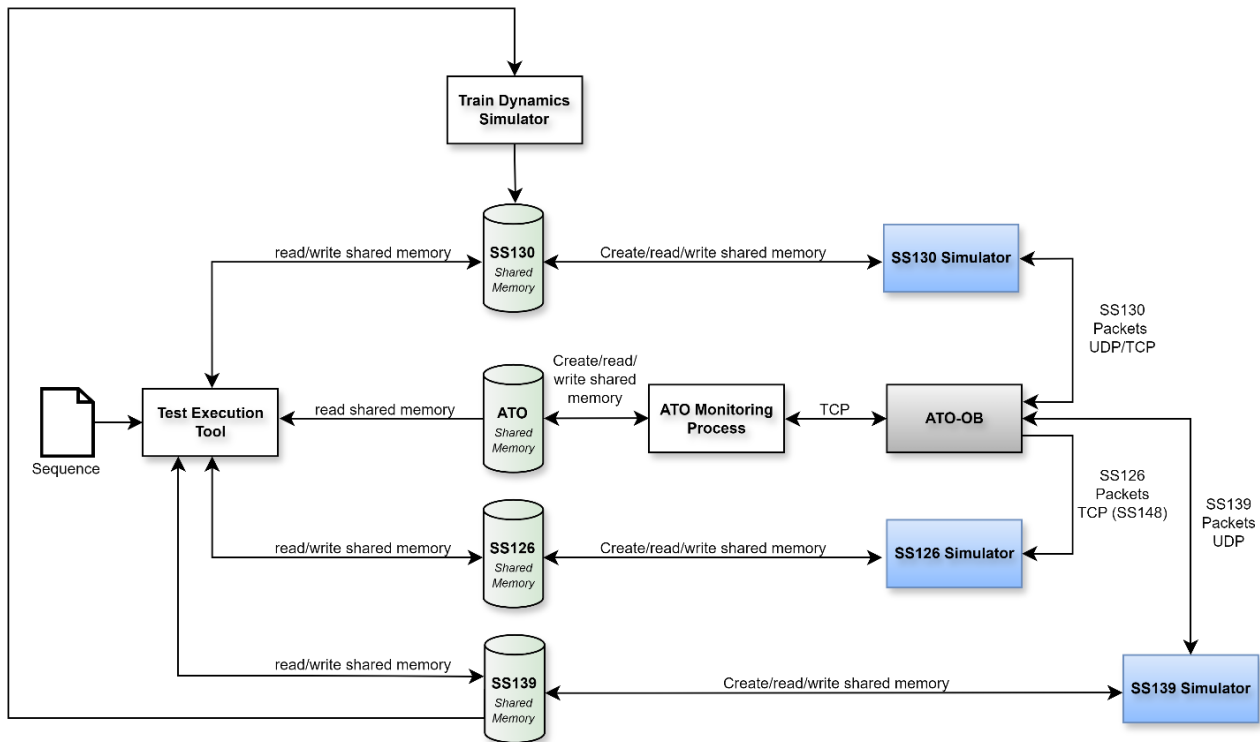 Train Dynamics
Simulator
SS130
Shared
Memory
read/write shared memory
Create/read/write shared memory
SS130 Simulator
SS130
Packets
UDP/TCP
Sequence
Test Execution
Tool
read shared memory
ATO
Shared
Memory
Create/read/
write shared
memory
ATO Monitoring
Process
TCP
ATO-OB
SS126
Packets
TCP (SS148)
SS139
Packets
UDP
read/write shared memory
SS126
Shared
Memory
Create/read/write shared memory
SS126 Simulator
read/write shared memory
SS139
Shared
Memory
Create/read/write shared memory
SS139 Simulator